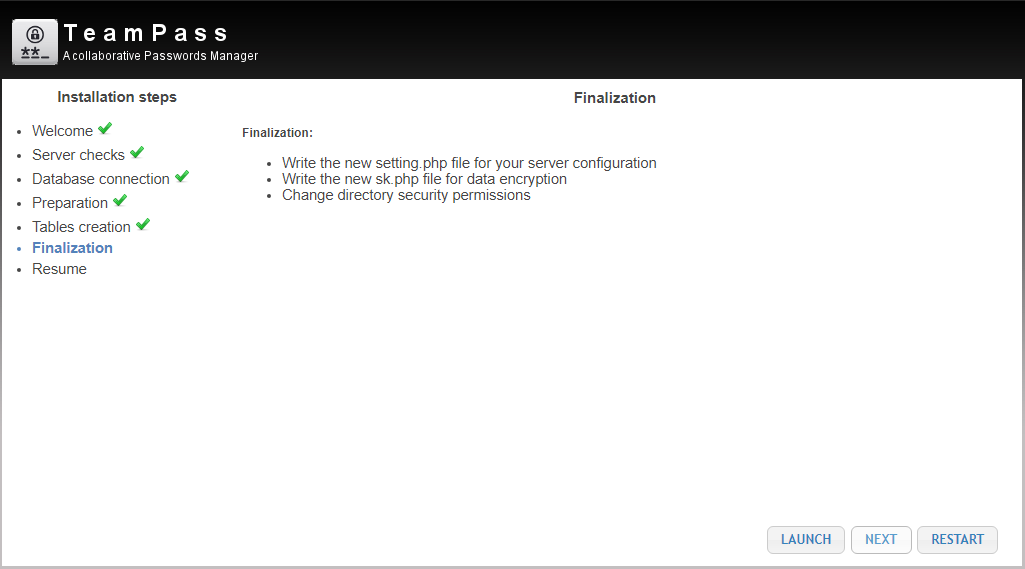 TeamPass
A collaborative Passwords Manager
Installation steps
Welcome
Server checks
Database connection
Preparation
Tables creation
Finalization
Resume
Finalization
Finalization:
Write the new setting.php file for your server configuration
Write the new sk.php file for data encryption
Change directory security permissions
LAUNCH NEXT RESTART